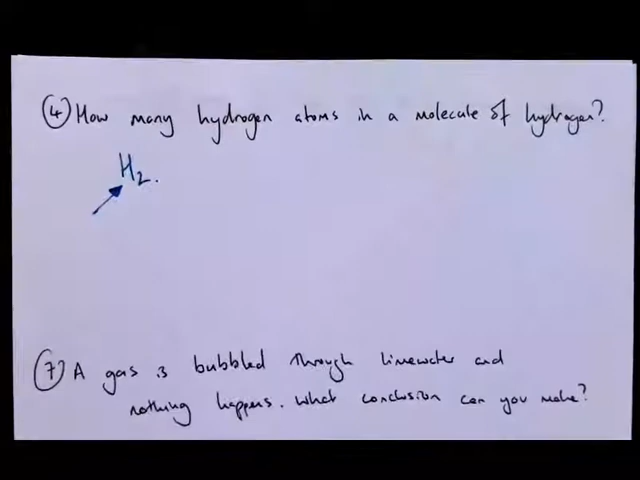 ④ How many hydrogen atoms in a molecule of hydrogen?
H₂.
⑦ A gas is bubbled through limewater and
nothing happens. What conclusion can you make?